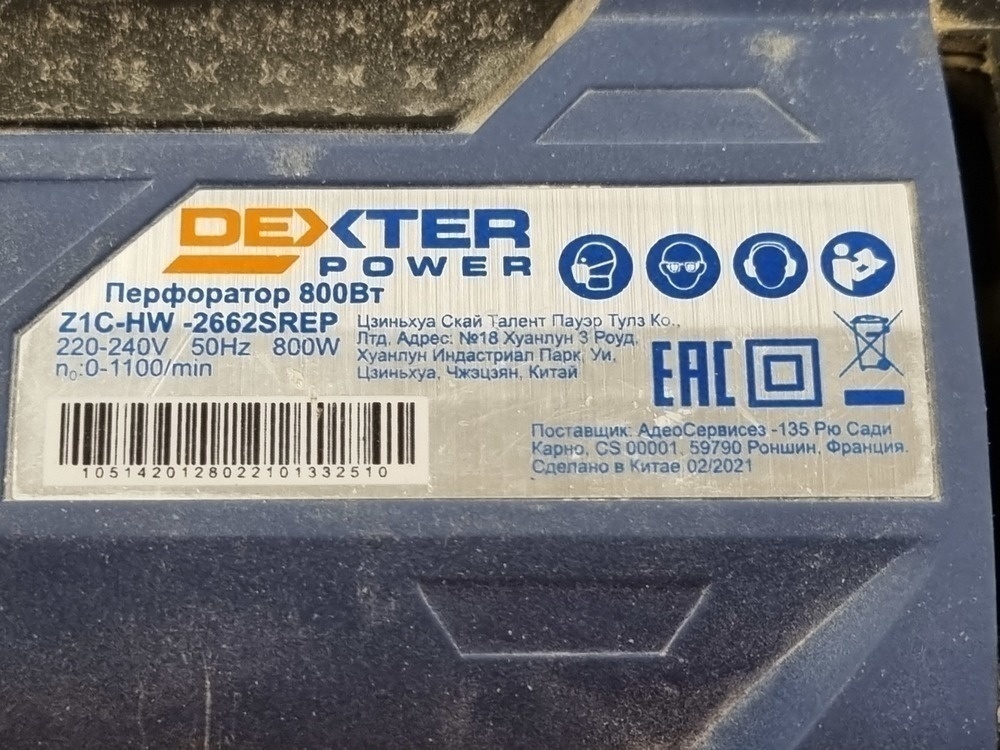 DEXTER
POWER
Перфоратор 800Вт
Z1C-HW -2662SREP
220-240V 50Hz 800W
n₀:0-1100/min
Цзиньхуа Скай Талент Пауэр Тулз Ко.,
Лтд, Адрес: №18 Хуанлун 3 Роуд,
Хуанлун Индастриал Парк, Уи,
Цзиньхуа, Чжэцзян, Китай
EAC
10514201280221013­32510
Поставщик: АдеоСервисез -135 Рю Сади
Карно, CS 00001, 59790 Роншин, Франция.
Сделано в Китае 02/2021